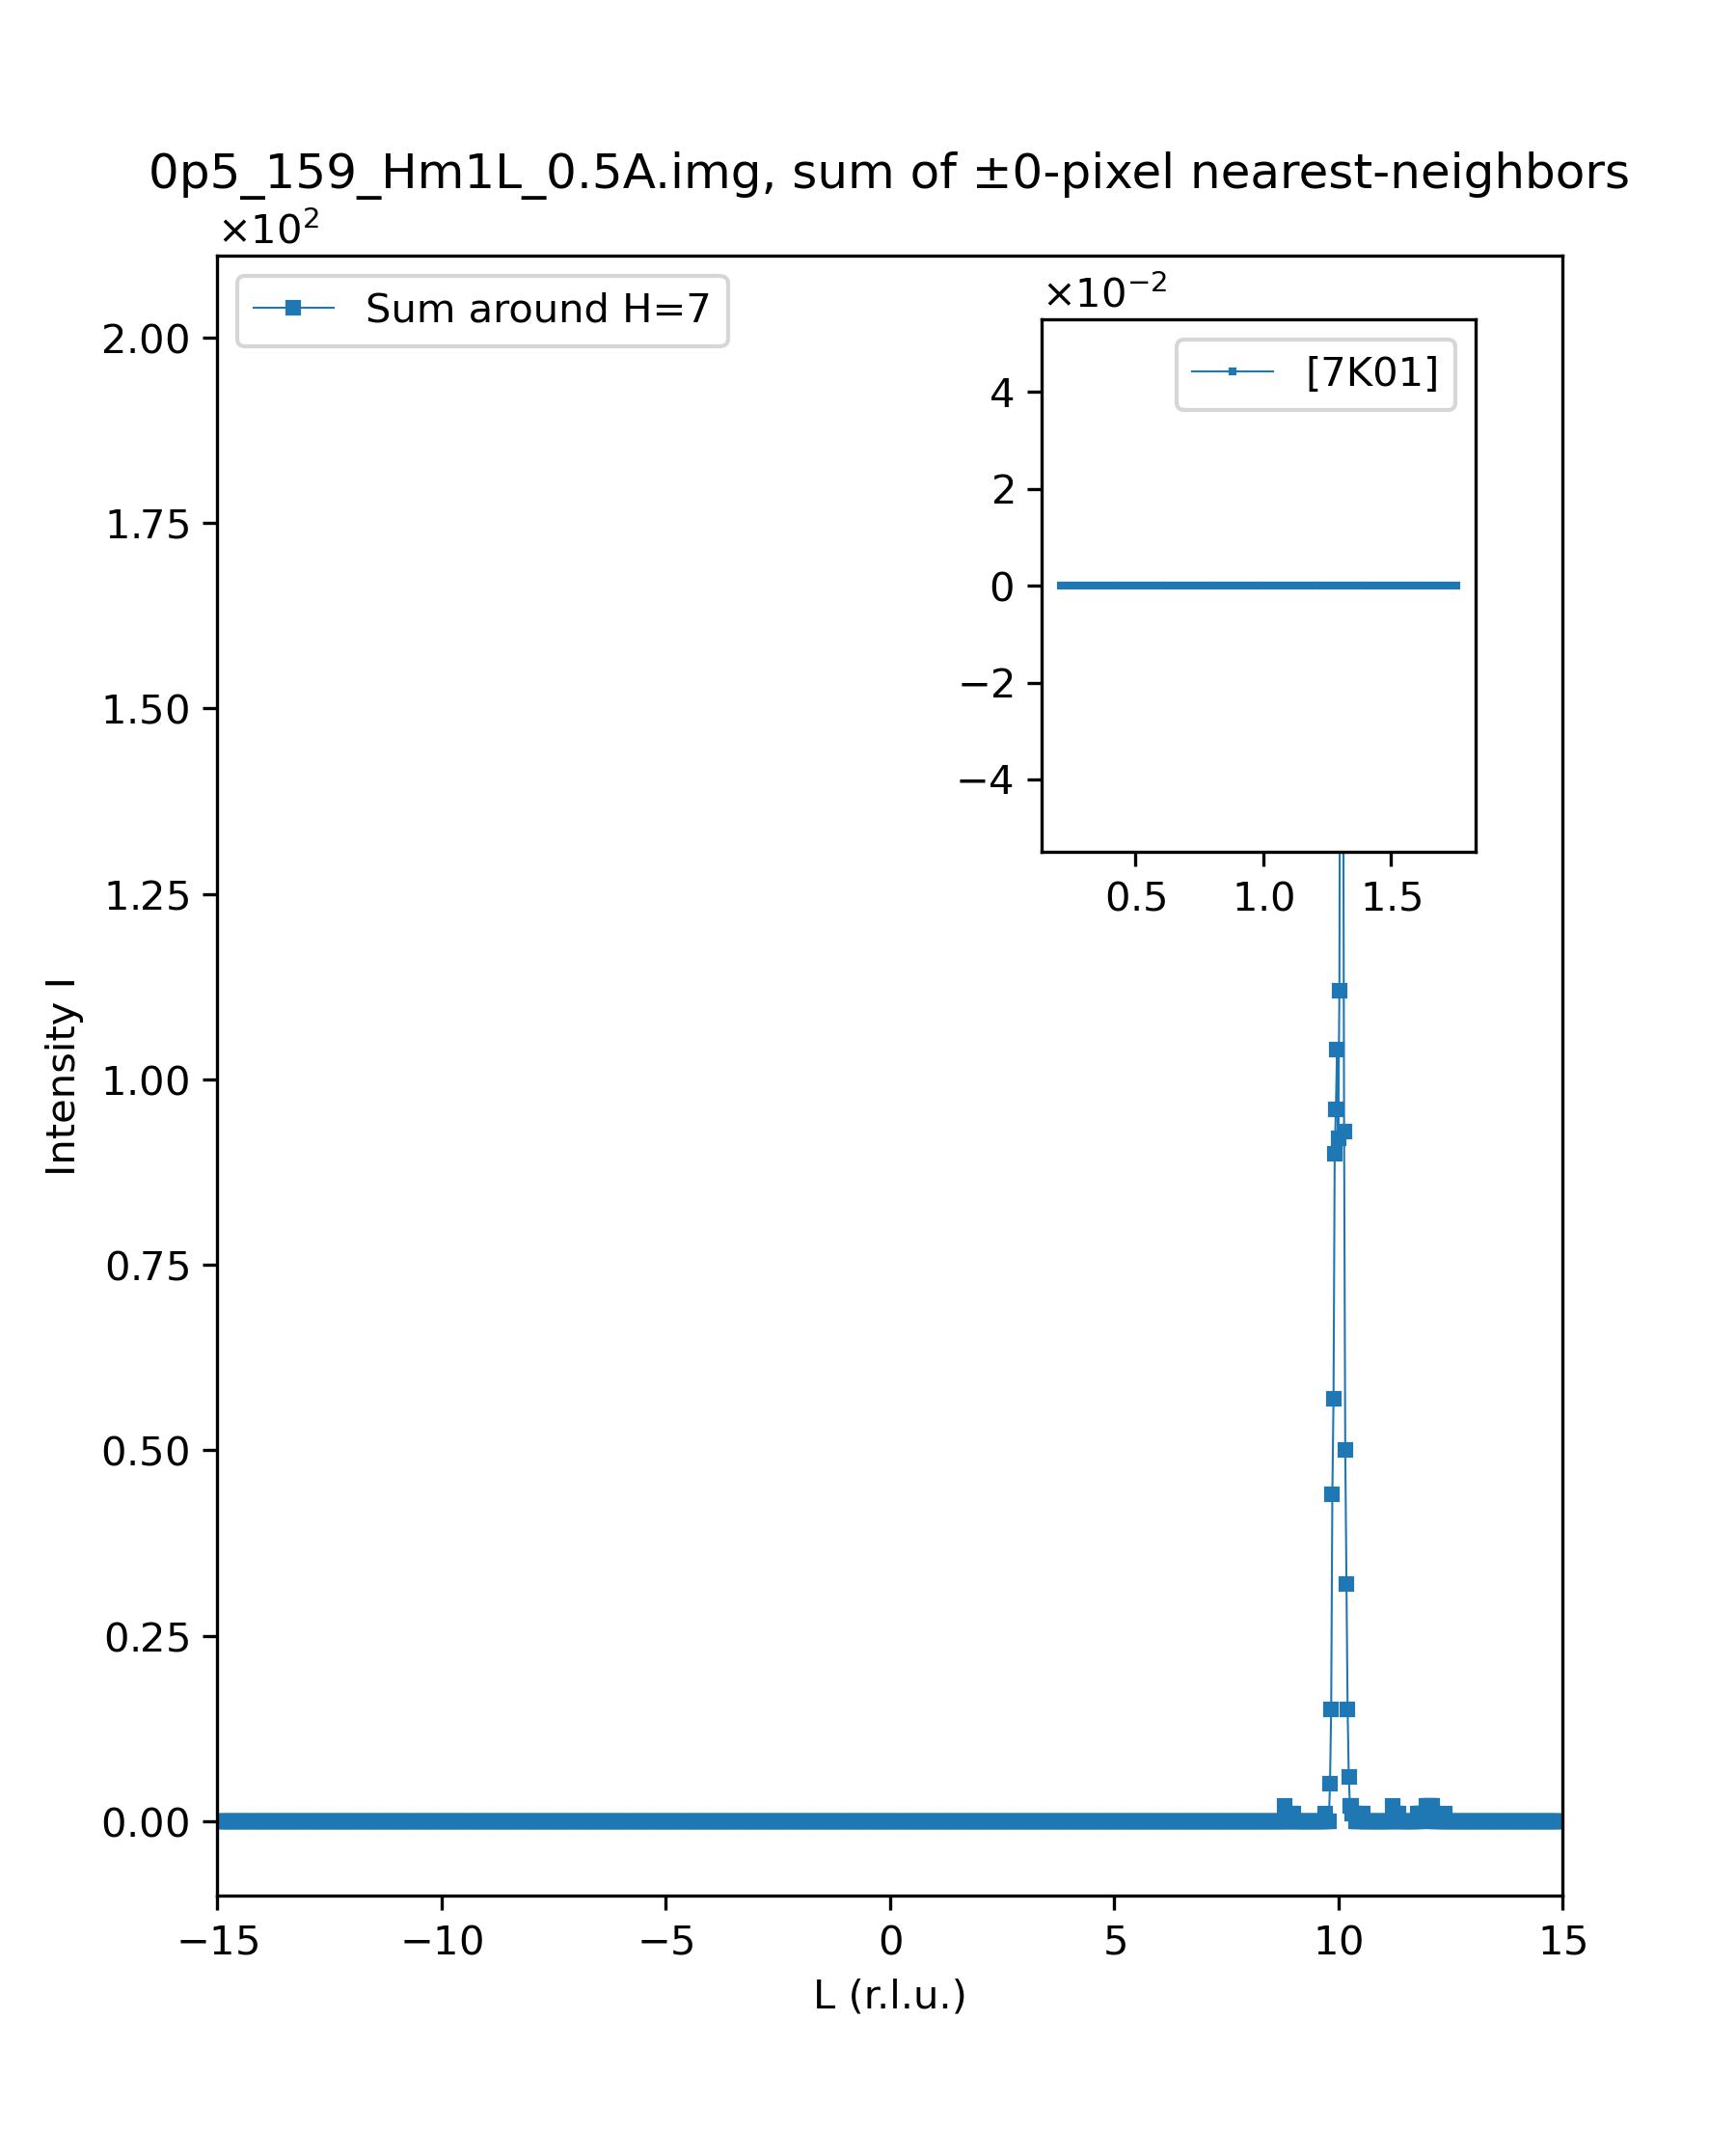 0p5_159_Hm1L_0.5A.img, sum of ±0-pixel nearest-neighbors
×10²
Sum around H=7
×10⁻²
[7K01]
4
2
0
−2
−4
0.5 1.0 1.5
2.00
1.75
1.50
1.25
1.00
0.75
0.50
0.25
0.00
Intensity I
−15 −10 −5 0 5 10 15
L (r.l.u.)